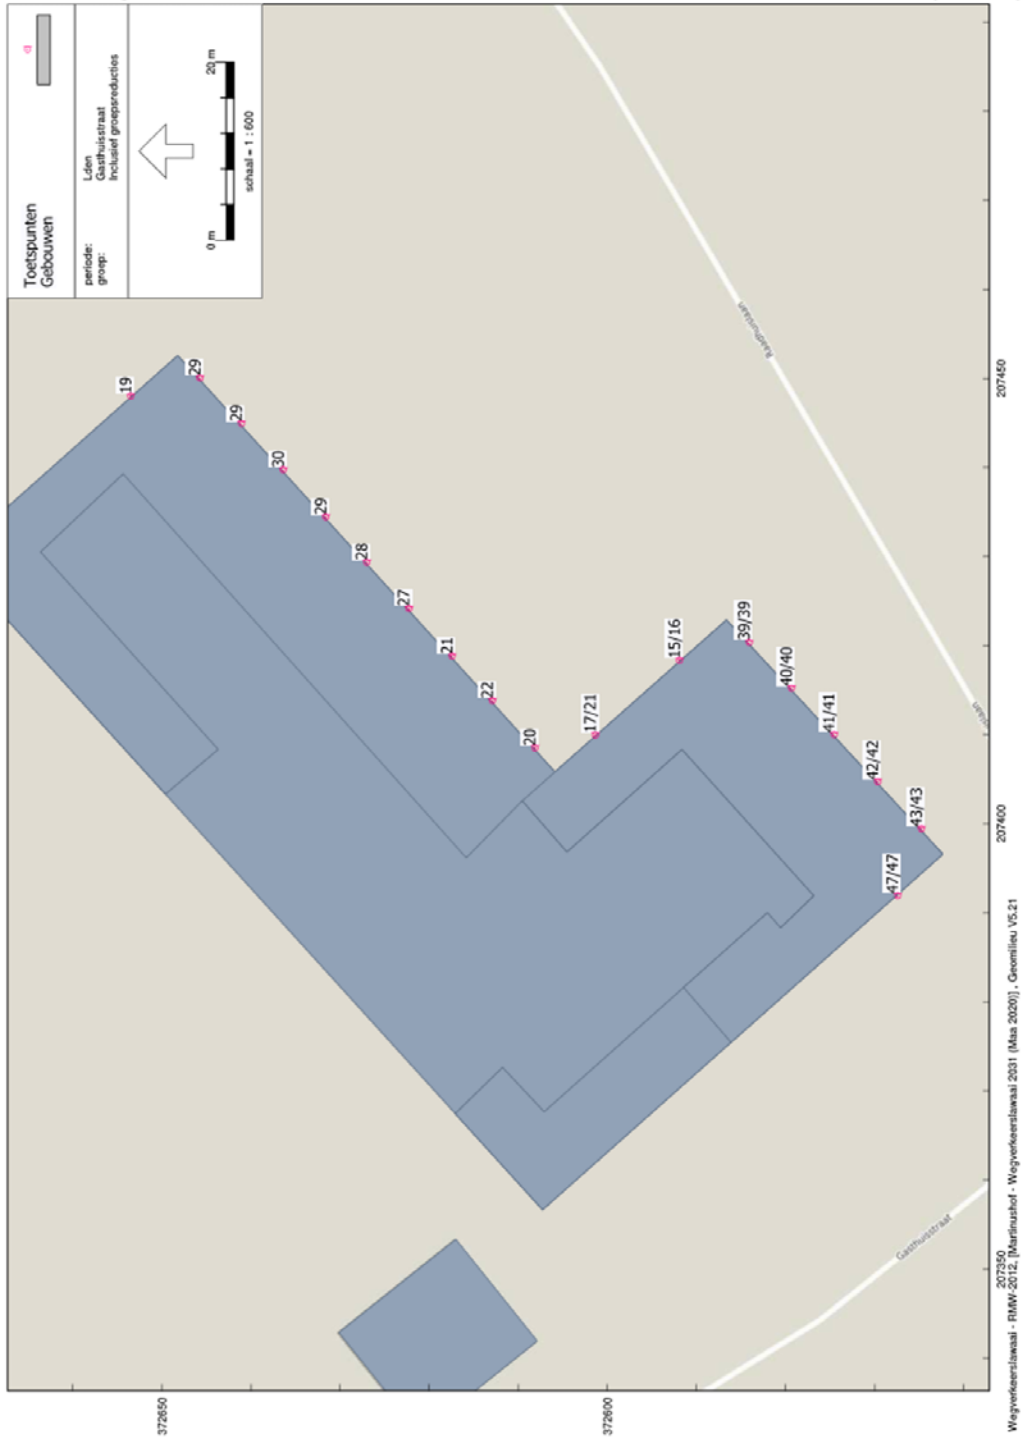 Toetspunten
Gebouwen
periode: Lden
groep: Gasthuisstraat
Inclusief groepsreducties
0 m 20 m
schaal = 1 : 600
19
29
29
30
29
28
27
21
22
20
17/21
15/16
39/39
40/40
41/41
42/42
43/43
47/47
Raadhuislaan
Gasthuisstraat
372650
372600
207350
207400
207450
Wegverkeerslawaai - RMW-2012, [Martinushof - Wegverkeerslawaai 2031 (Maa 2020)] , Geomilieu V5.21